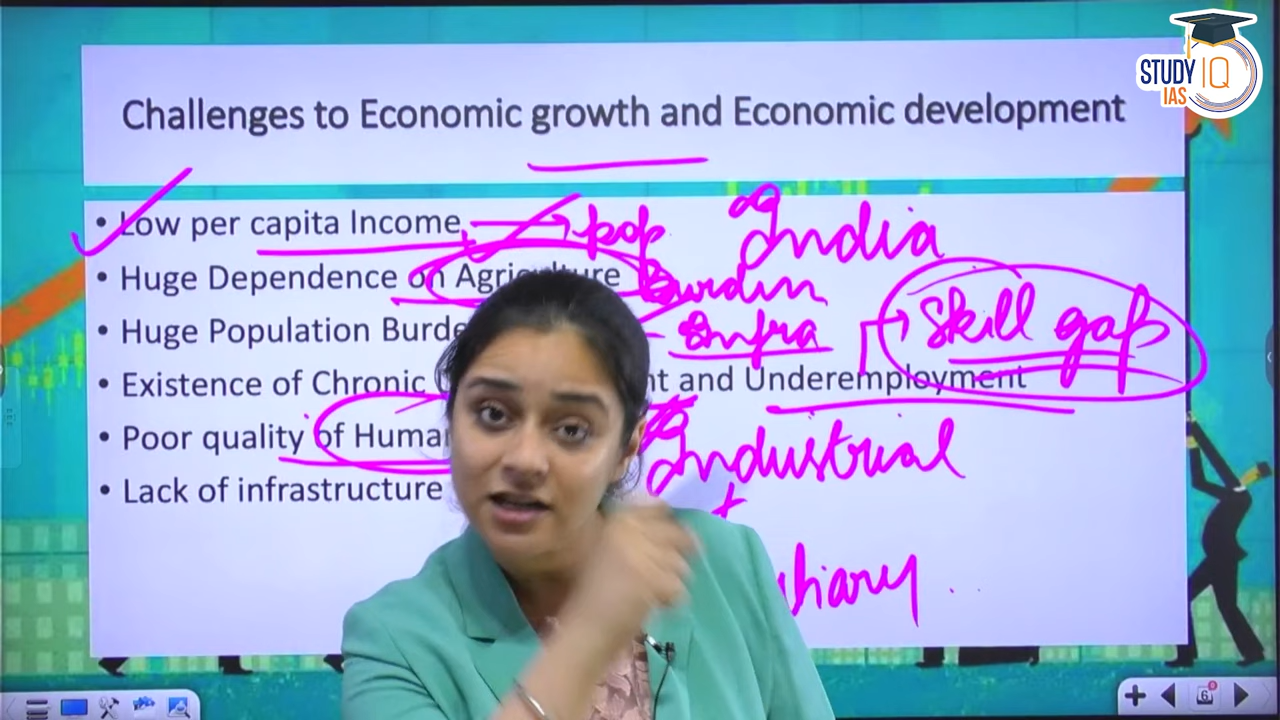 STUDY IQ
IAS
Challenges to Economic growth and Economic development
• Low per capita Income, → pop India
• Huge Dependence on Agriculture burden
• Huge Population Burde Infra skill gap
• Existence of Chronic nt and Underemployment
• Poor quality of Human Industrial
• Lack of infrastructure +
6